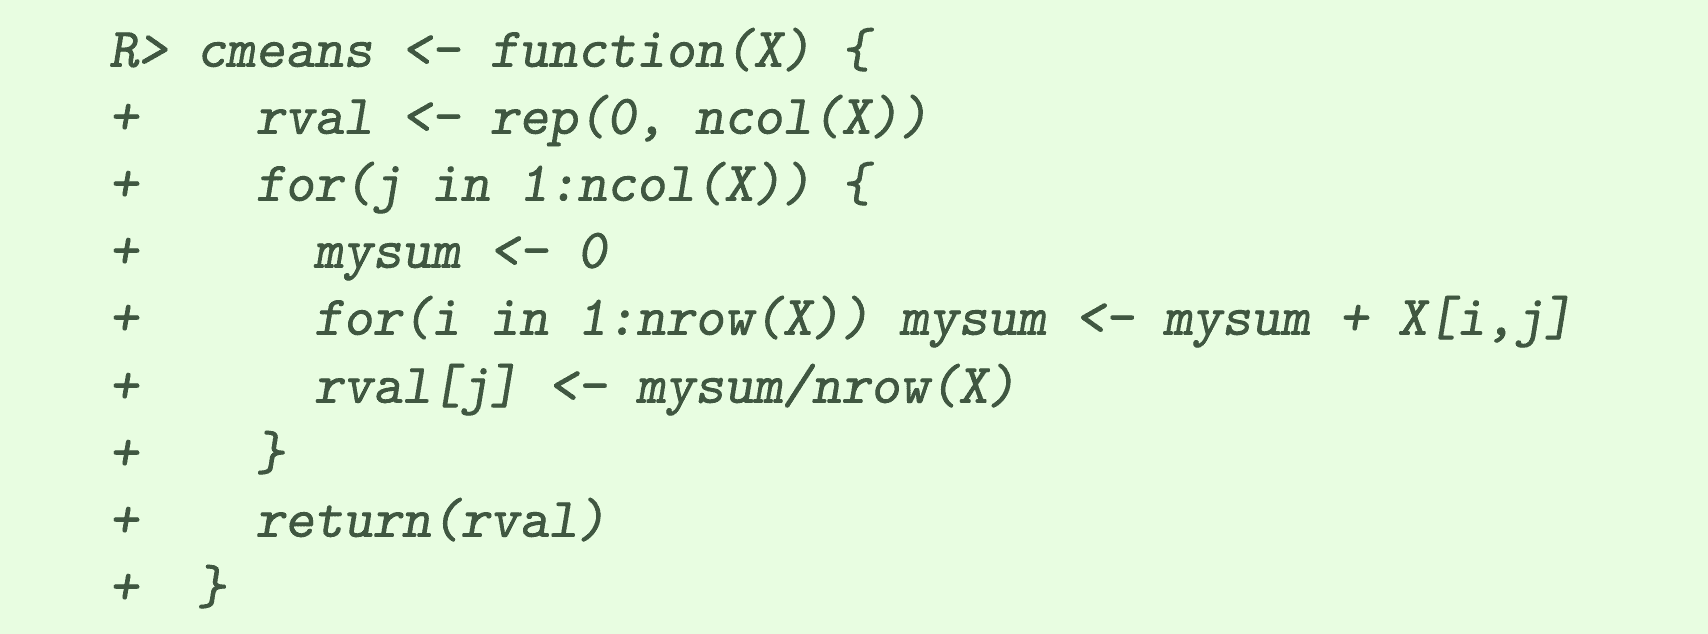 R> cmeans <- function(X) {
+    rval <- rep(0, ncol(X))
+    for(j in 1:ncol(X)) {
+      mysum <- 0
+      for(i in 1:nrow(X)) mysum <- mysum + X[i,j]
+      rval[j] <- mysum/nrow(X)
+    }
+    return(rval)
+  }